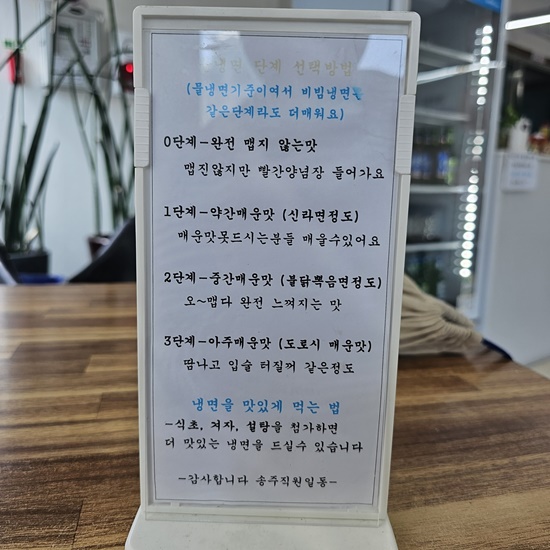 냉면 단계 선택방법
(물냉면기준이여서 비빔냉면은
같은단계라도 더매워요)
0단계-완전 맵지 않는맛
맵진않지만 빨간양념장 들어가요
1단계-약간매운맛 (신라면정도)
매운맛못드시는분들 매울수있어요
2단계-중간매운맛 (불닭뽁음면정도)
오~맵다 완전 느껴지는 맛
3단계-아주매운맛 (도로시 매운맛)
땀나고 입술 터질꺼 같은정도
냉면을 맛있게 먹는 법
-식초, 겨자, 설탕을 첨가하면
더 맛있는 냉면을 드실수 있습니다
-감사합니다 송주직원일동-